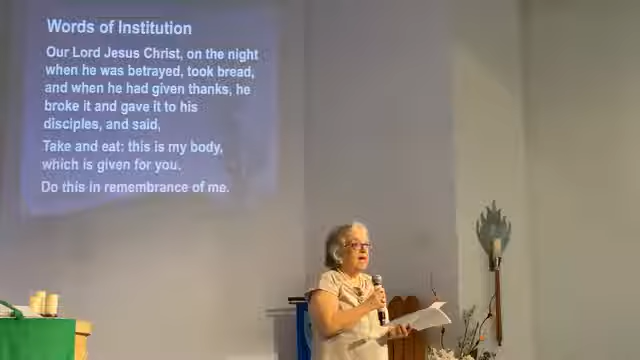 Words of Institution
Our Lord Jesus Christ, on the night
when he was betrayed, took bread,
and when he had given thanks, he
broke it and gave it to his
disciples, and said,
Take and eat: this is my body,
which is given for you.
Do this in remembrance of me.